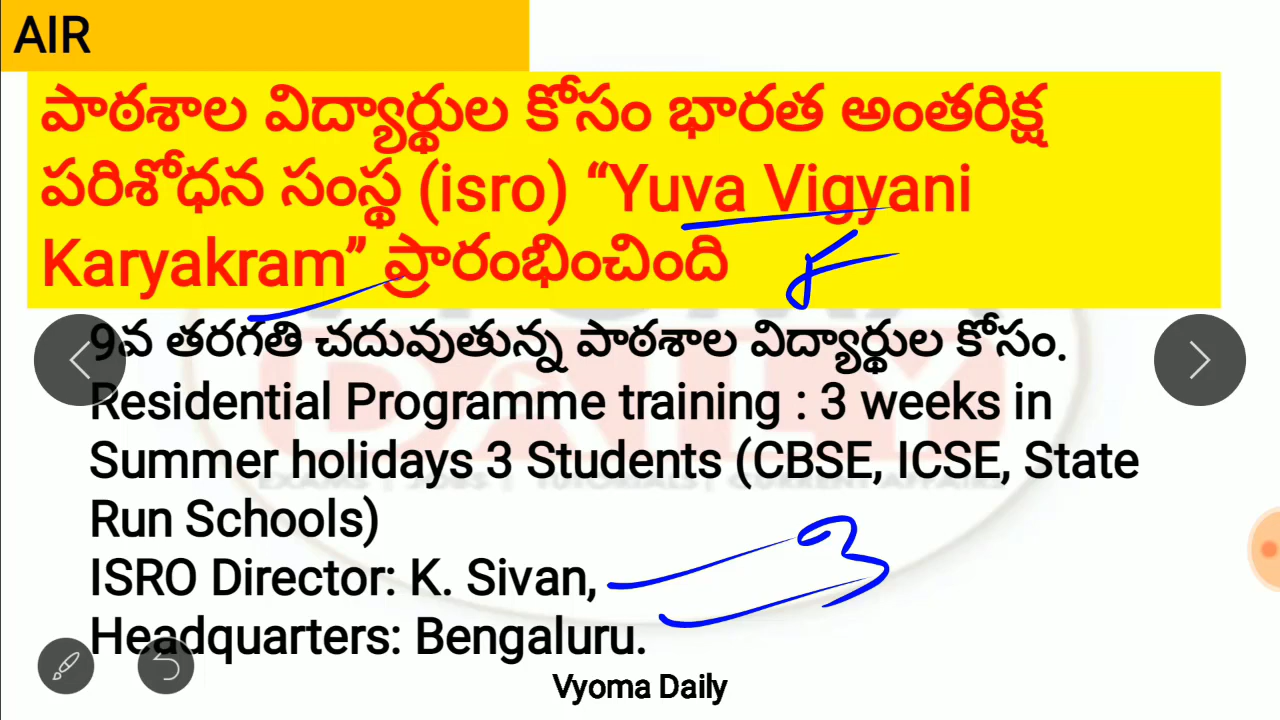 AIR
పాఠశాల విద్యార్థుల కోసం భారత అంతరిక్ష
పరిశోధన సంస్థ (isro) “Yuva Vigyani
Karyakram” ప్రారంభించింది
9వ తరగతి చదువుతున్న పాఠశాల విద్యార్థుల కోసం.
Residential Programme training : 3 weeks in
Summer holidays 3 Students (CBSE, ICSE, State
Run Schools)
ISRO Director: K. Sivan,
Headquarters: Bengaluru.
Vyoma Daily